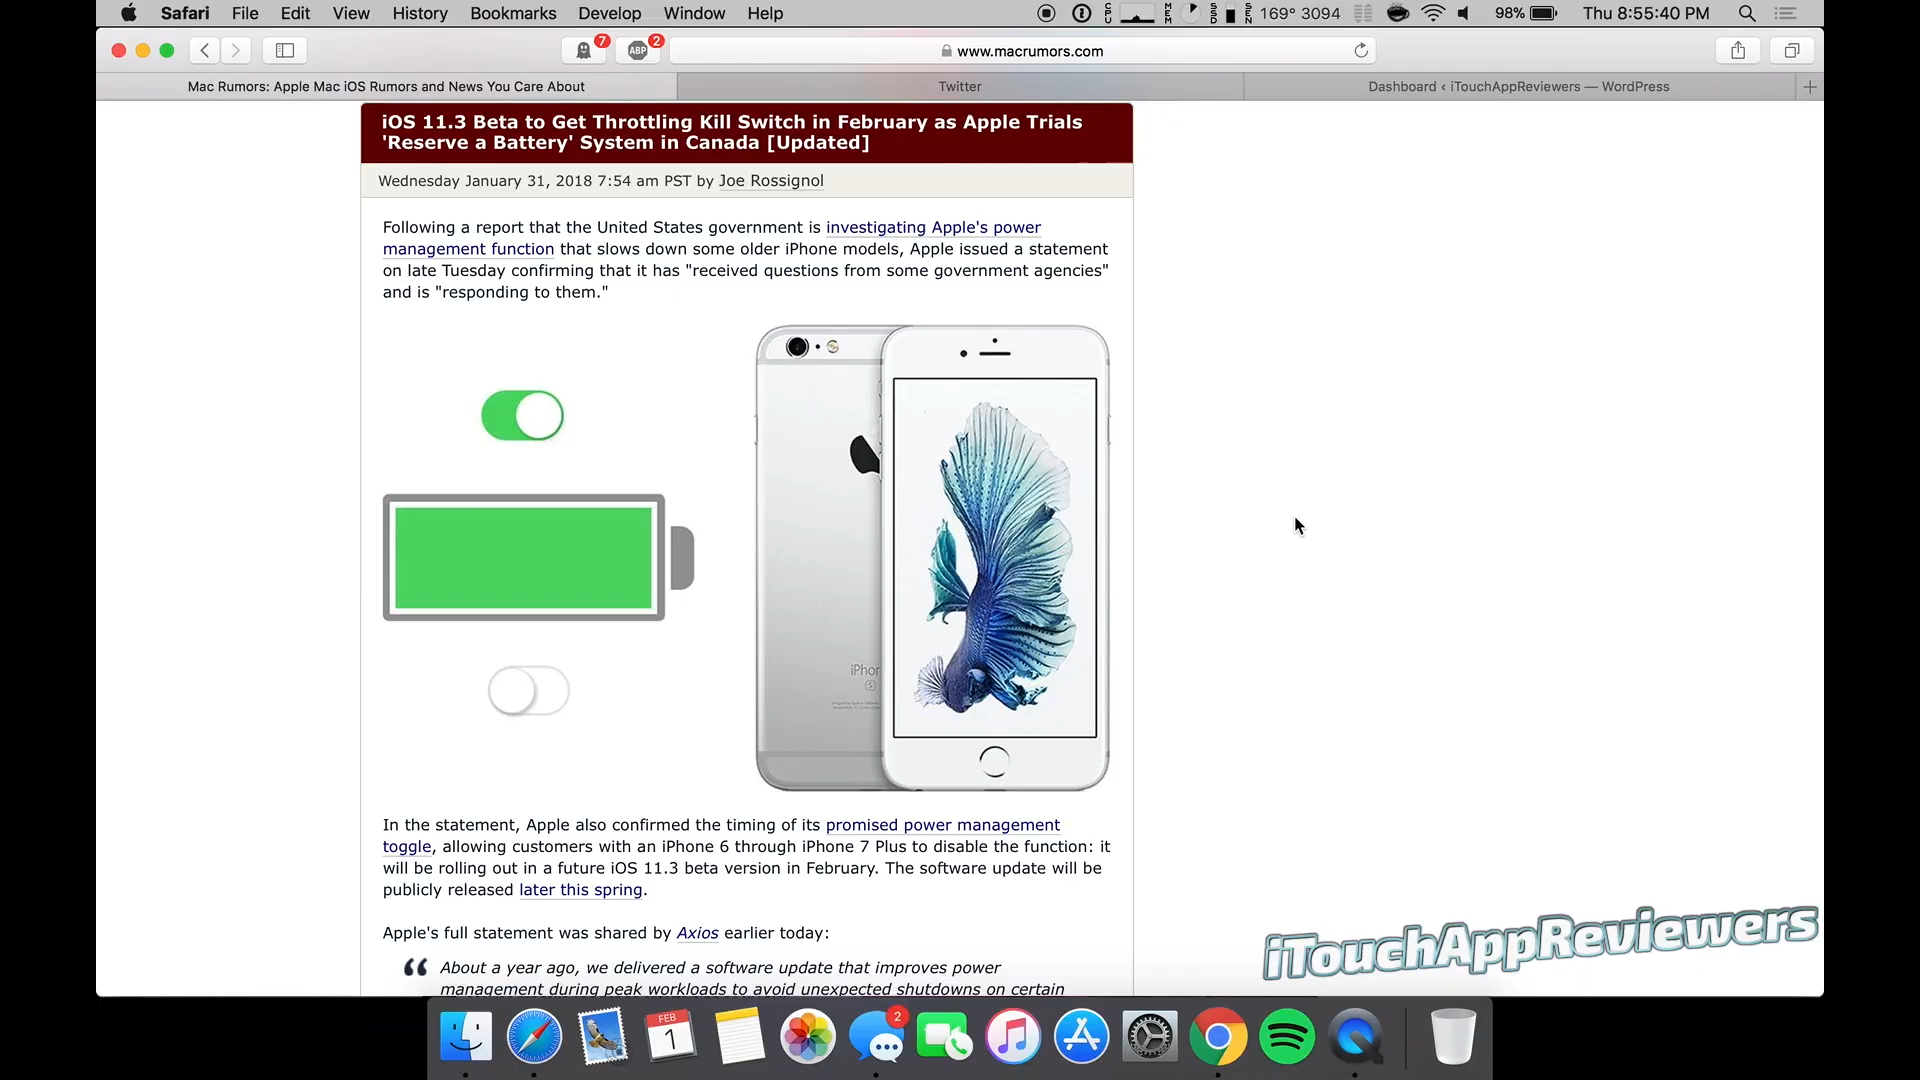 Safari File Edit View History Bookmarks Develop Window Help CPU MEM SSD SEN 169° 3094 98% Thu 8:55:40 PM
7 ABP 2 www.macrumors.com
Mac Rumors: Apple Mac iOS Rumors and News You Care About Twitter Dashboard ‹ iTouchAppReviewers — WordPress
iOS 11.3 Beta to Get Throttling Kill Switch in February as Apple Trials
'Reserve a Battery' System in Canada [Updated]
Wednesday January 31, 2018 7:54 am PST by Joe Rossignol
Following a report that the United States government is investigating Apple's power
management function that slows down some older iPhone models, Apple issued a statement
on late Tuesday confirming that it has "received questions from some government agencies"
and is "responding to them."
iPhon
S
In the statement, Apple also confirmed the timing of its promised power management
toggle, allowing customers with an iPhone 6 through iPhone 7 Plus to disable the function: it
will be rolling out in a future iOS 11.3 beta version in February. The software update will be
publicly released later this spring.
Apple's full statement was shared by Axios earlier today:
“ About a year ago, we delivered a software update that improves power
management during peak workloads to avoid unexpected shutdowns on certain
iTouchAppReviewers
FEB
1
2